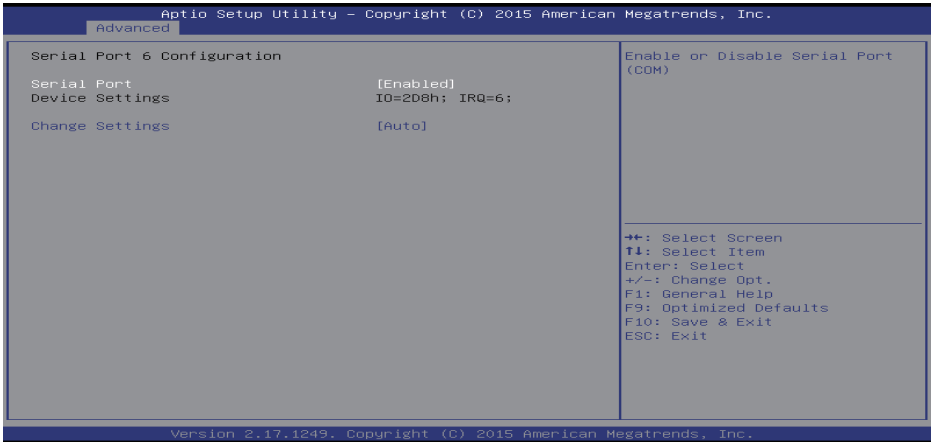 Aptio Setup Utility – Copyright (C) 2015 American Megatrends, Inc.
Advanced
Serial Port 6 Configuration
Serial Port [Enabled]
Device Settings IO=2D8h; IRQ=6;
Change Settings [Auto]
Enable or Disable Serial Port
(COM)
→←: Select Screen
↑↓: Select Item
Enter: Select
+/-: Change Opt.
F1: General Help
F9: Optimized Defaults
F10: Save & Exit
ESC: Exit
Version 2.17.1249. Copyright (C) 2015 American Megatrends, Inc.